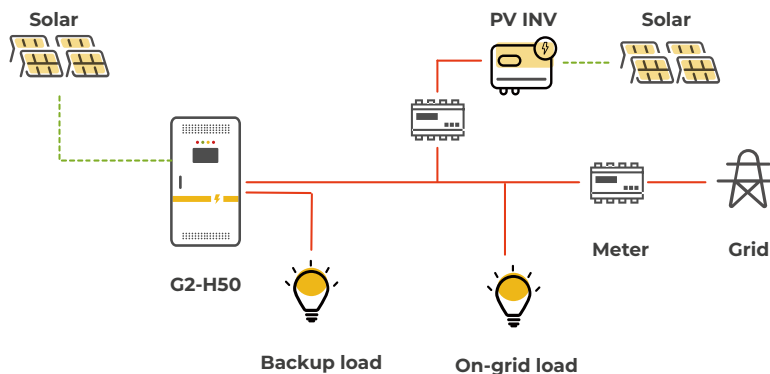 Solar
PV INV
Solar
Meter
Grid
G2-H50
Backup load
On-grid load